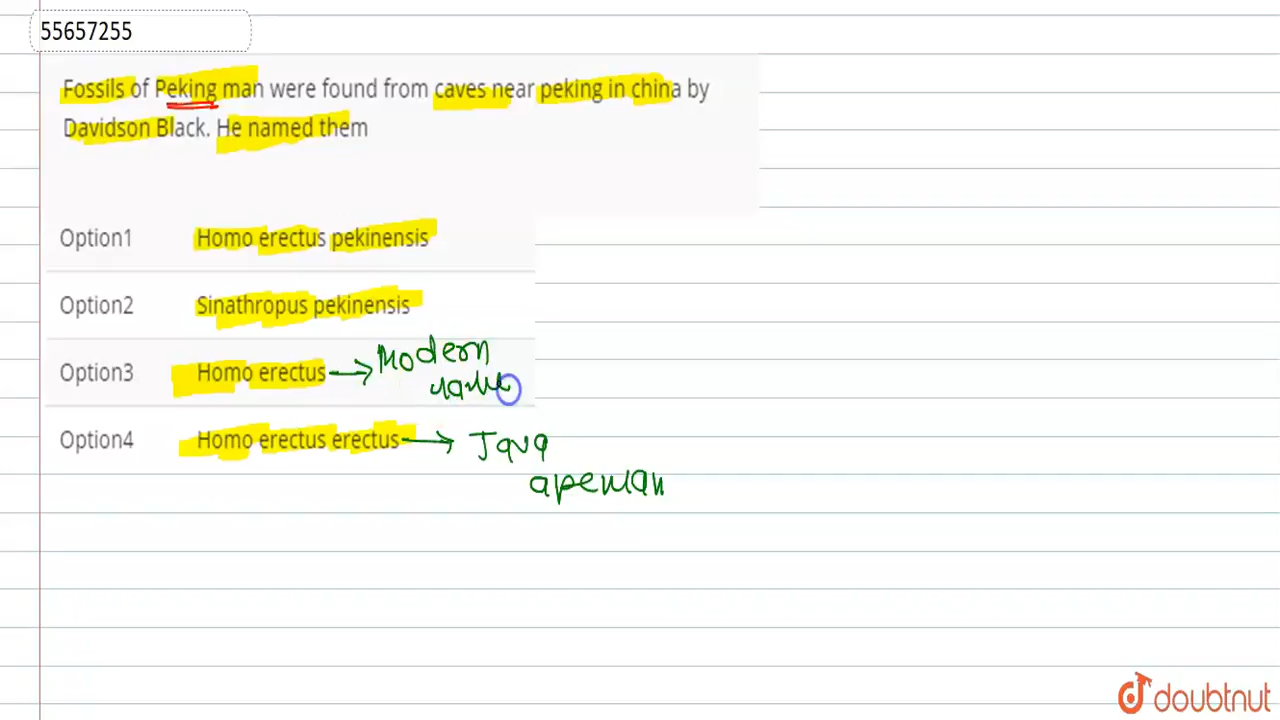 55657255
Fossils of Peking man were found from caves near peking in china by
Davidson Black. He named them
Option1 Homo erectus pekinensis
Option2 Sinathropus pekinensis
Option3 Homo erectus → Modern
Option4 Homo erectus erectus → Java
apeman
doubtnut